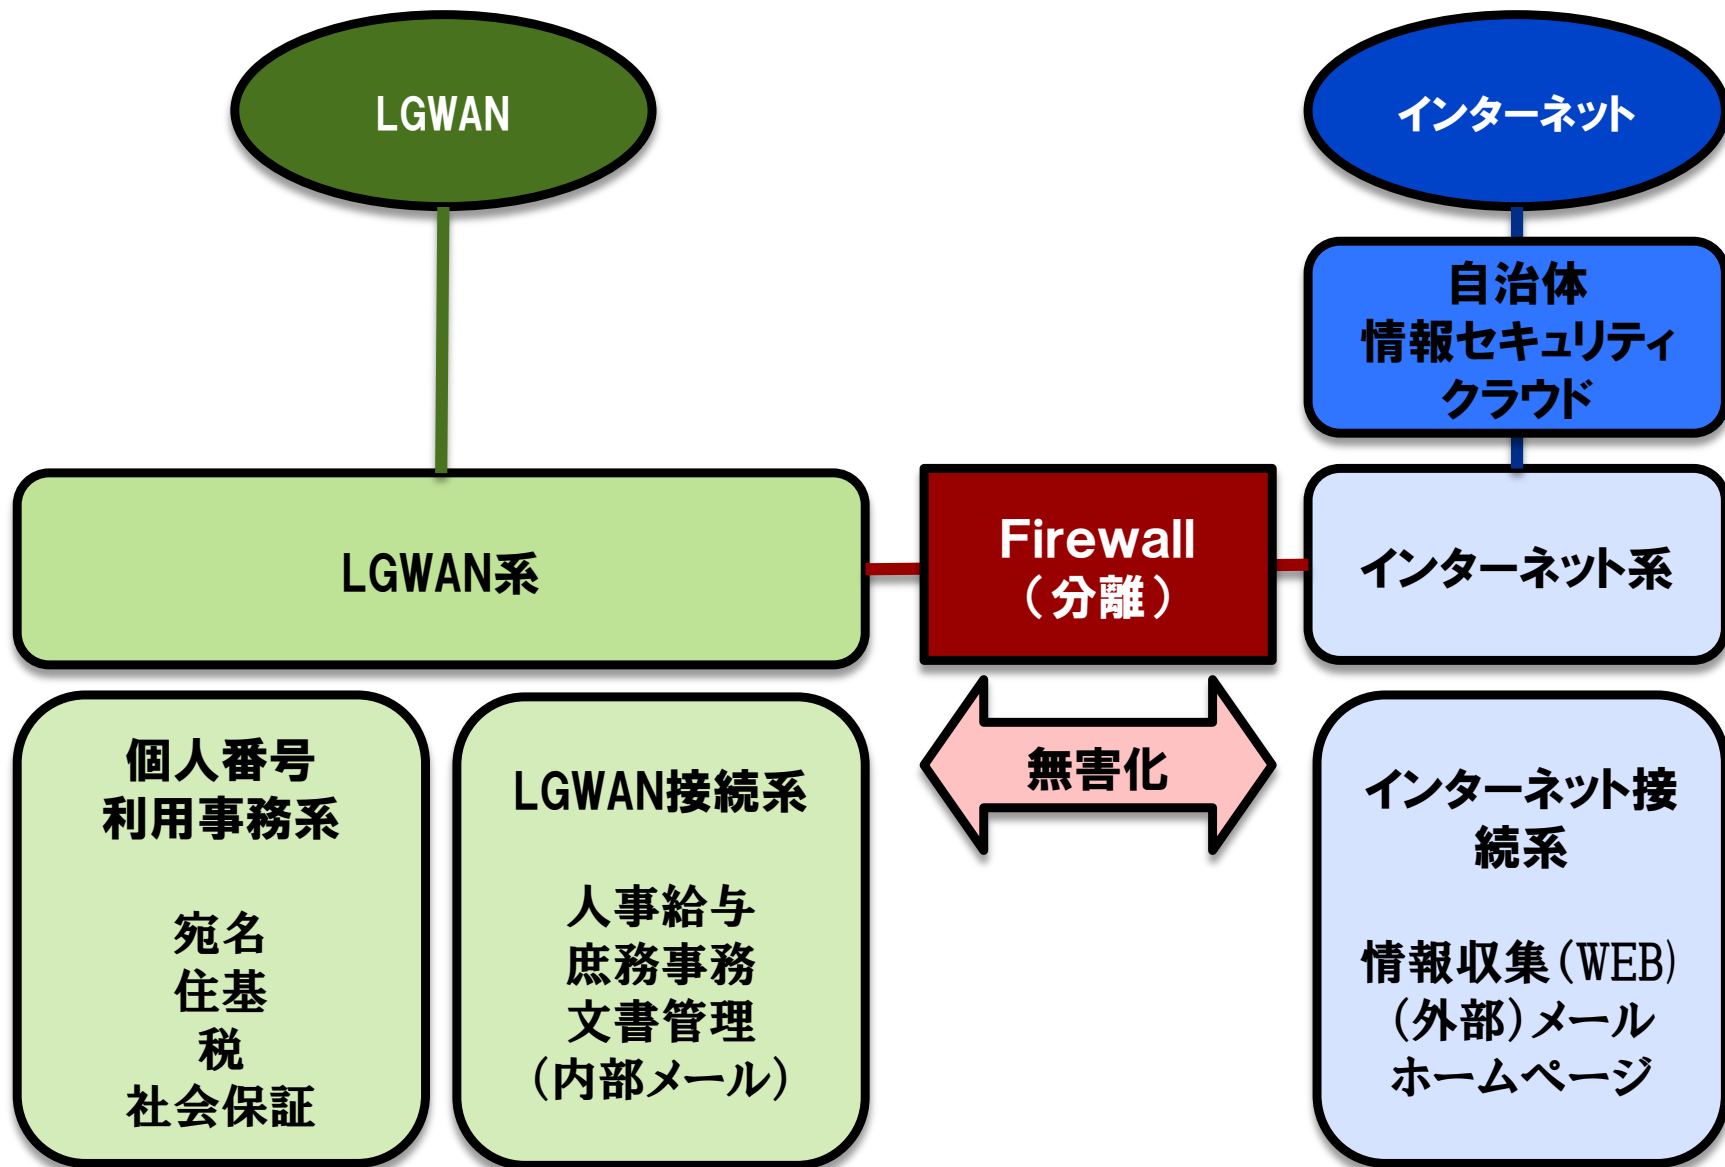 LGWAN
インターネット
自治体
情報セキュリティ
クラウド
LGWAN系
Firewall
（分離）
インターネット系
個人番号
利用事務系
宛名
住基
税
社会保証
LGWAN接続系
人事給与
庶務事務
文書管理
(内部メール)
無害化
インターネット接
続系
情報収集(WEB)
(外部)メール
ホームページ